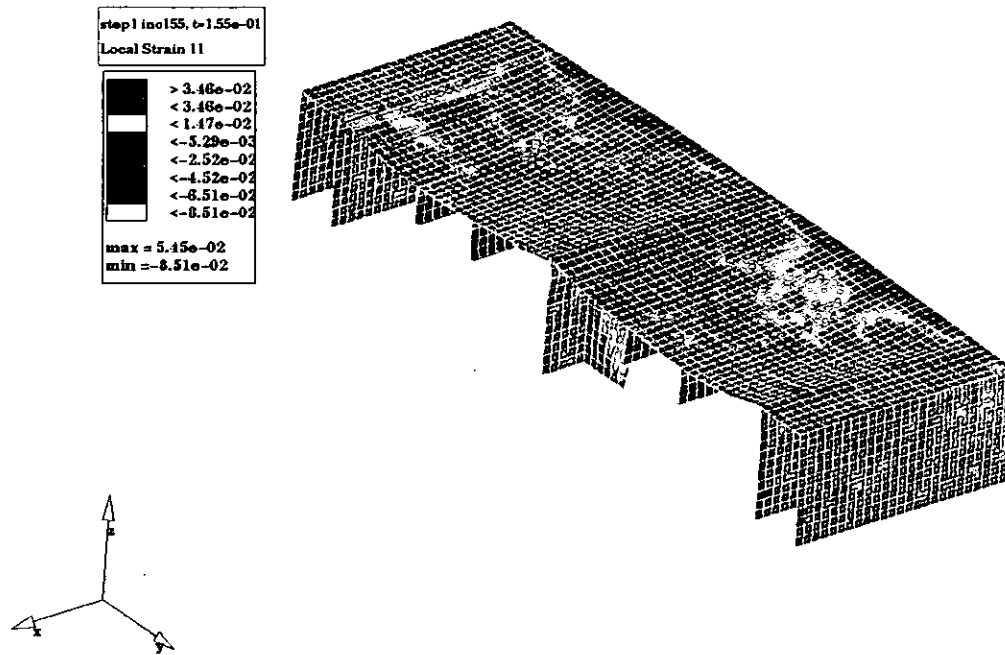 step1 inc155, t=1.55e-01
Local Strain 11
> 3.46e-02
< 3.46e-02
< 1.47e-02
<-5.29e-03
<-2.52e-02
<-4.52e-02
<-6.51e-02
<-8.51e-02
max = 5.45e-02
min =-8.51e-02
z
x
y